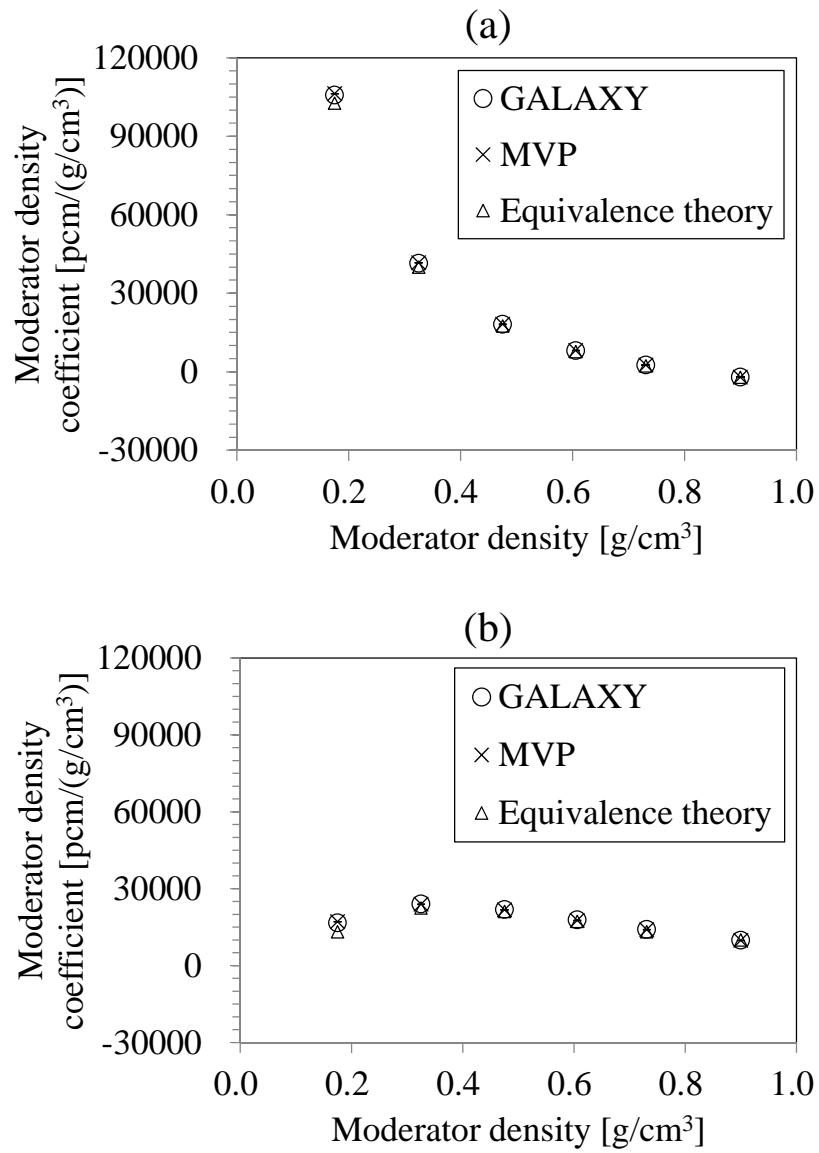 (a)
Moderator density
coefficient [pcm/(g/cm³)]
120000
90000
60000
30000
0
-30000
GALAXY
MVP
Equivalence theory
0.0 0.2 0.4 0.6 0.8 1.0
Moderator density [g/cm³]
(b)
Moderator density
coefficient [pcm/(g/cm³)]
120000
90000
60000
30000
0
-30000
GALAXY
MVP
Equivalence theory
0.0 0.2 0.4 0.6 0.8 1.0
Moderator density [g/cm³]